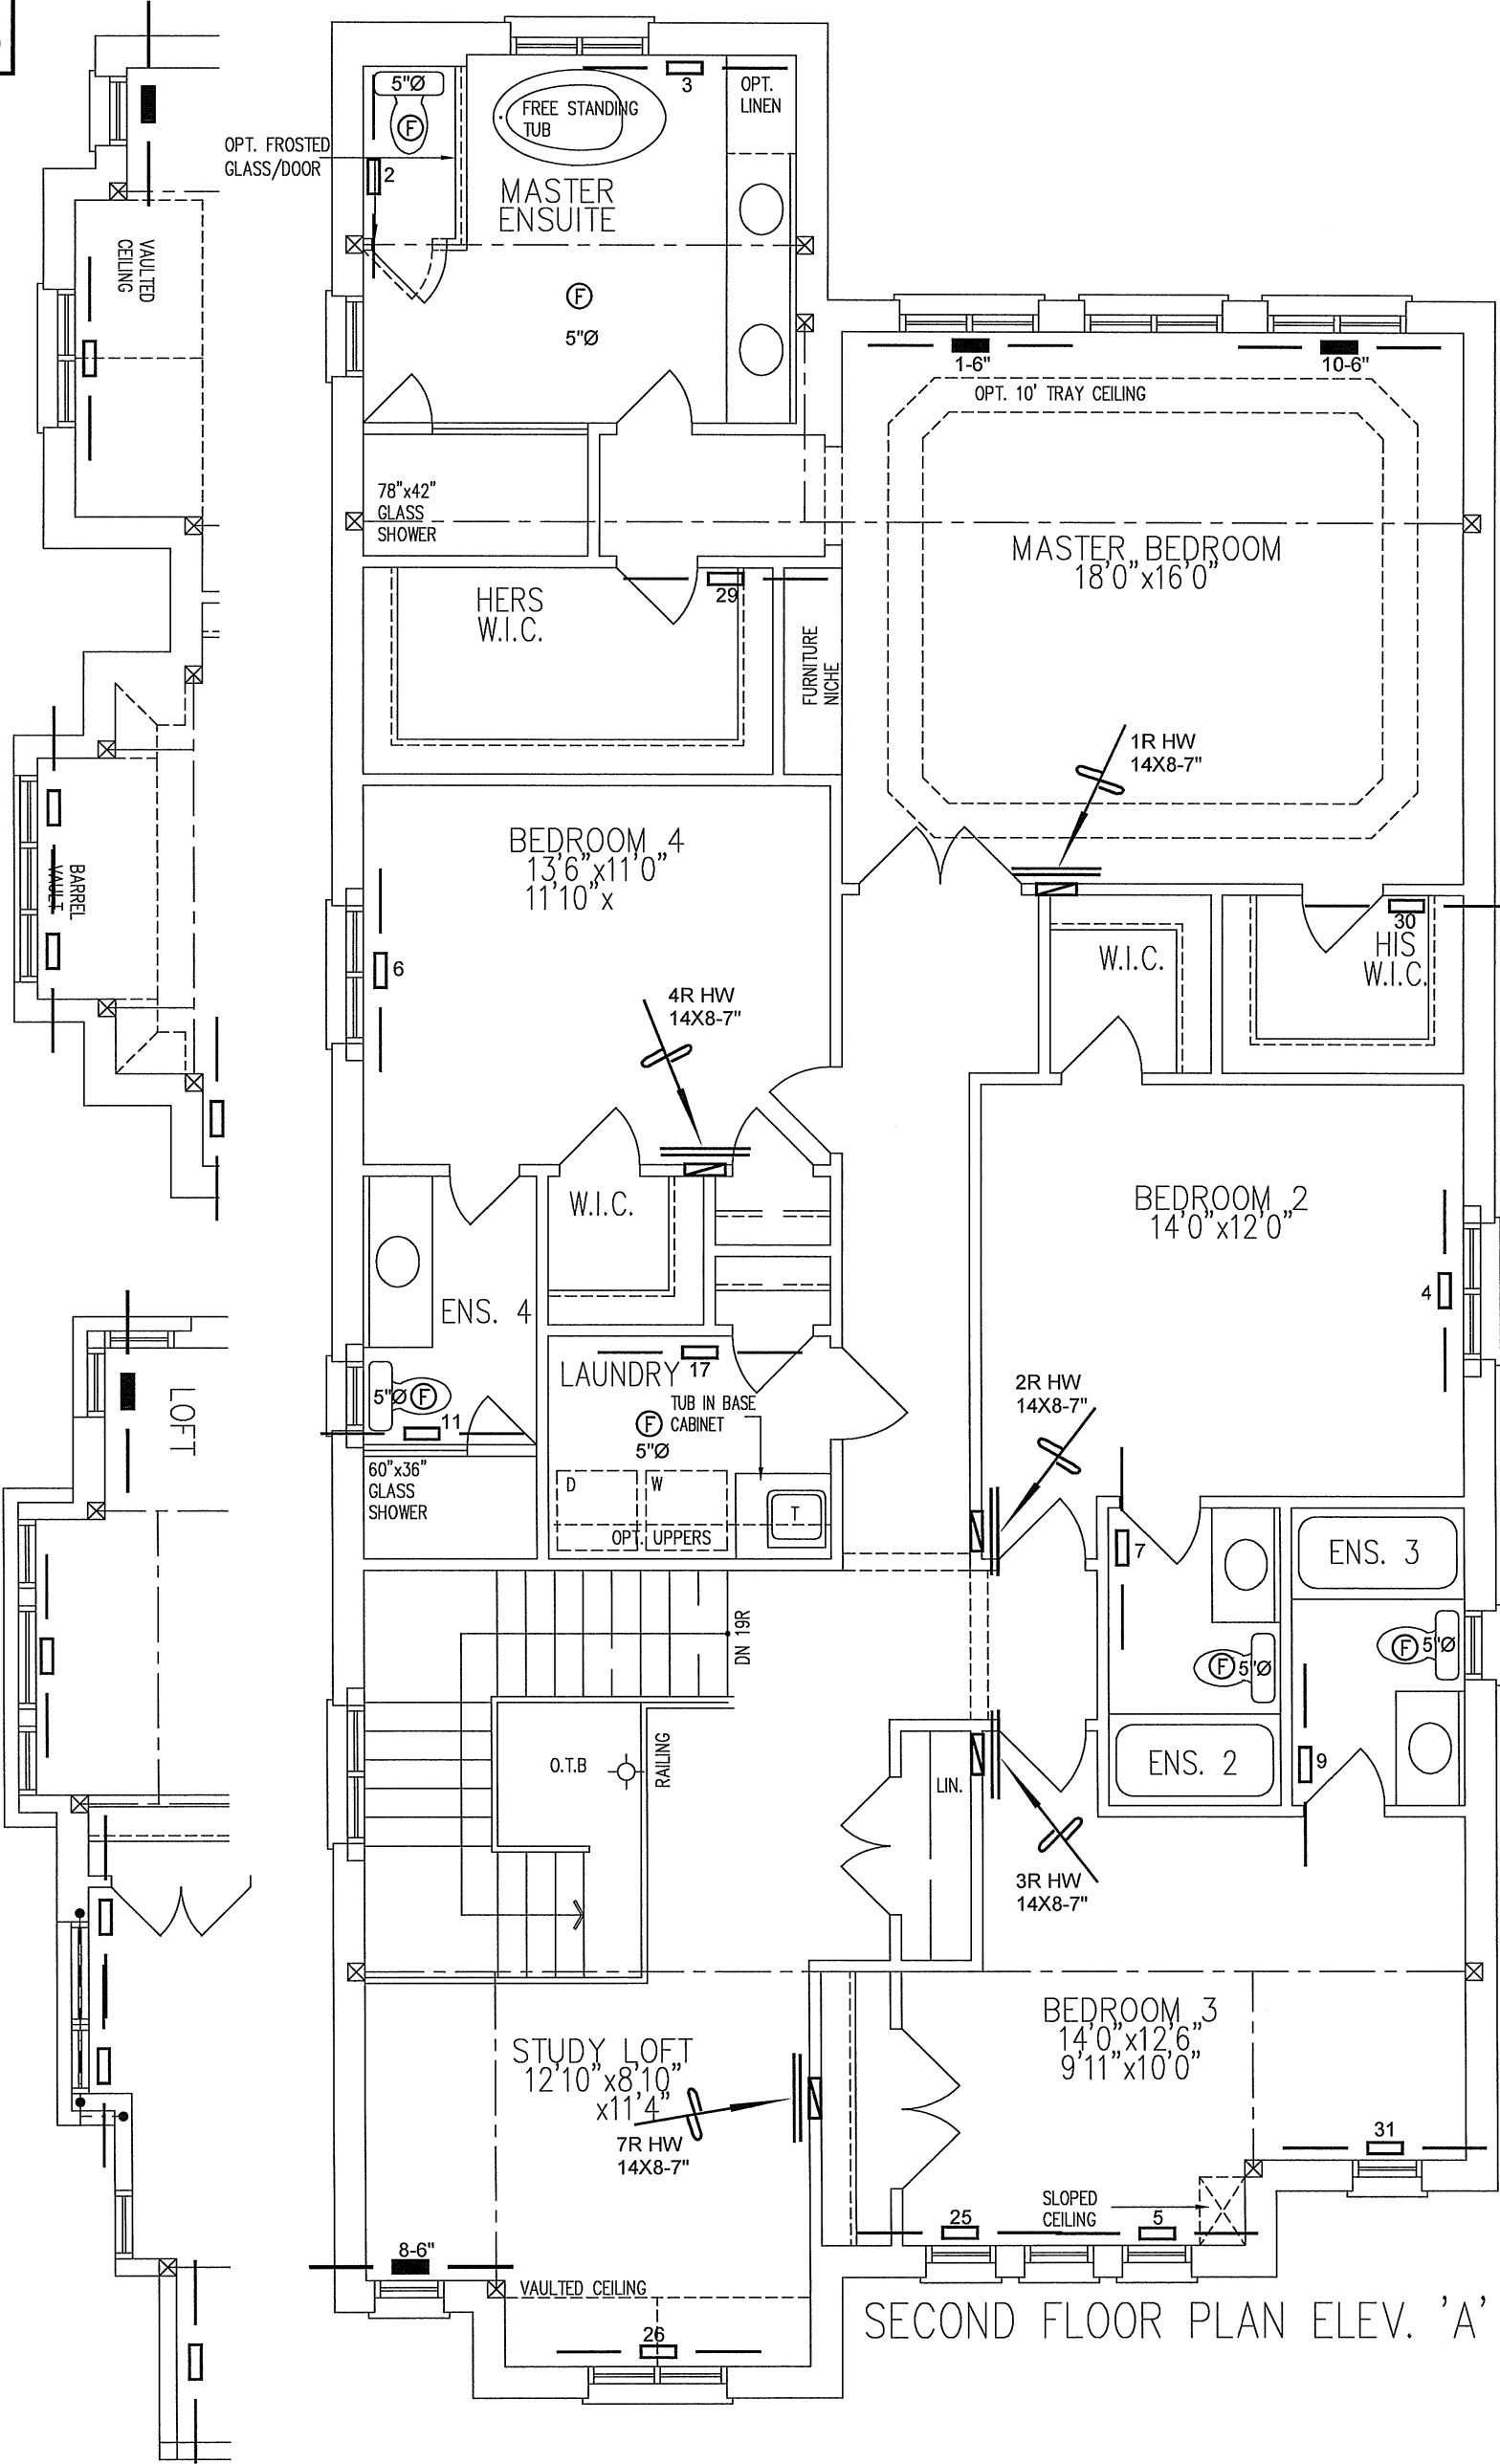 5"Ø
F
2
OPT. FROSTED
GLASS/DOOR
FREE STANDING
TUB
3
OPT.
LINEN
MASTER
ENSUITE
F
5"Ø
VAULTED
CEILING
1-6"
10-6"
OPT. 10' TRAY CEILING
78"x42"
GLASS
SHOWER
MASTER BEDROOM
18'0"x16'0"
HERS
W.I.C.
29
FURNITURE
NICHE
1R HW
14X8-7"
BEDROOM 4
13'6"x11'0"
11'10"x
BARREL
VAULT
6
W.I.C.
30
HIS
W.I.C.
4R HW
14X8-7"
W.I.C.
BEDROOM 2
14'0"x12'0"
4
ENS. 4
LAUNDRY
17
5"Ø
F
11
F
5"Ø
TUB IN BASE
CABINET
2R HW
14X8-7"
LOFT
60"x36"
GLASS
SHOWER
D
W
T
OPT. UPPERS
7
ENS. 3
DN 19R
F
5"Ø
F
5"Ø
O.T.B
RAILING
LIN.
ENS. 2
9
3R HW
14X8-7"
BEDROOM 3
14'0"x12'6"
9'11"x10'0"
STUDY LOFT
12'10"x8'10"
x11'4"
7R HW
14X8-7"
31
SLOPED
CEILING
25
5
8-6"
VAULTED CEILING
26
SECOND FLOOR PLAN ELEV. 'A'